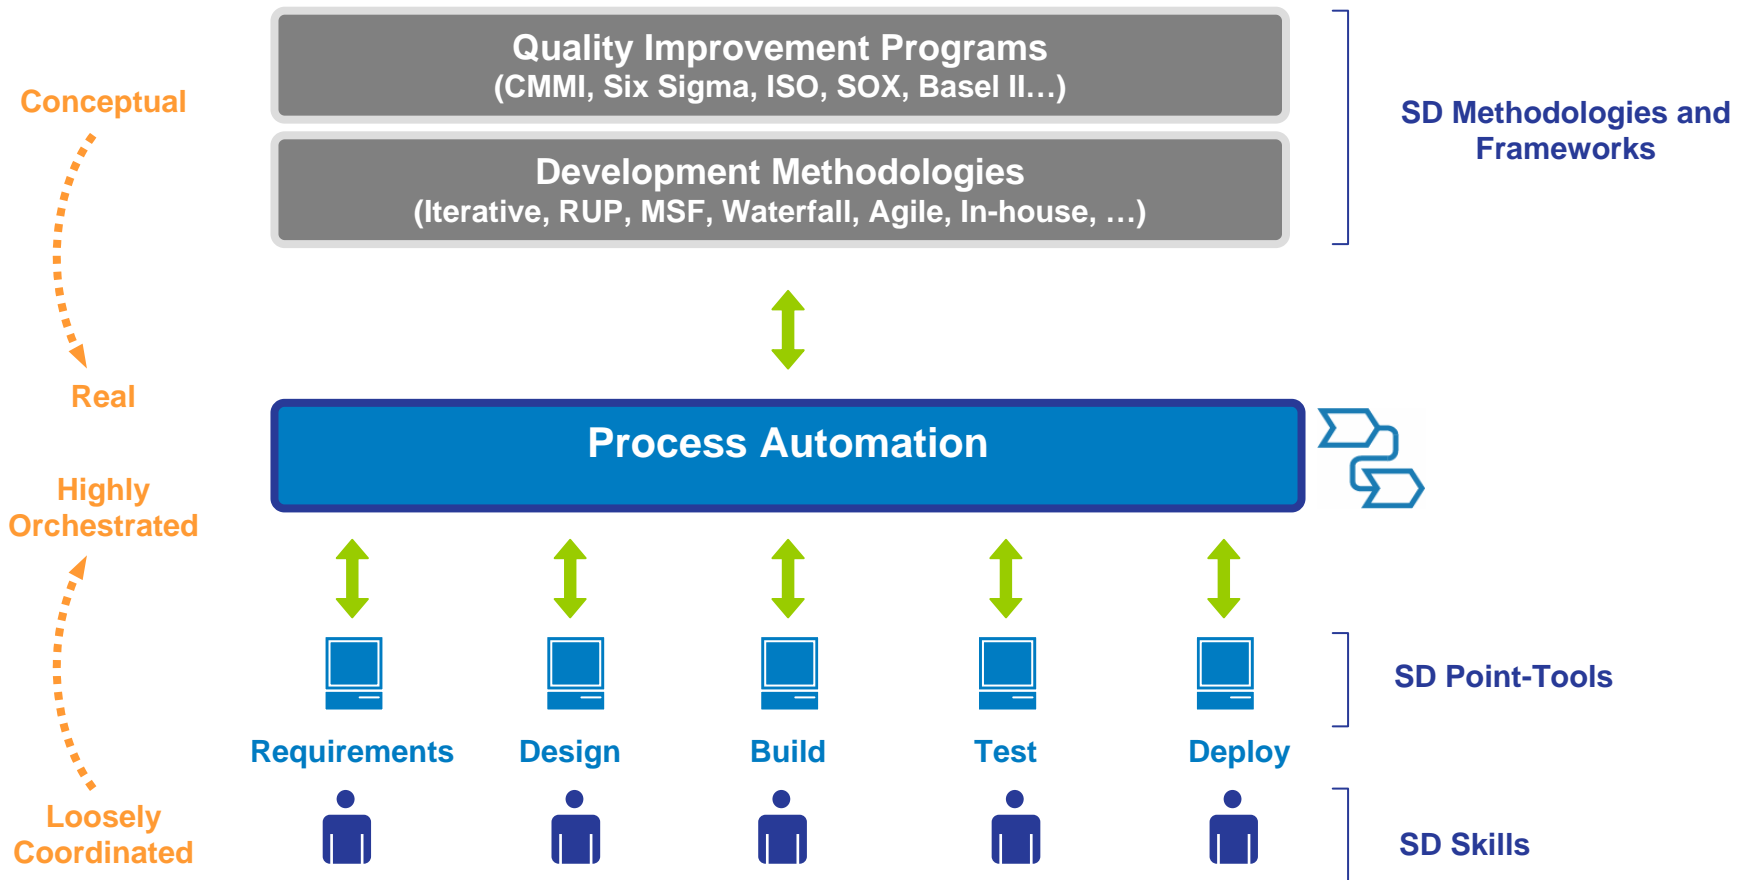 Quality Improvement Programs
(CMMI, Six Sigma, ISO, SOX, Basel II…)
Conceptual
SD Methodologies and
Frameworks
Development Methodologies
(Iterative, RUP, MSF, Waterfall, Agile, In-house, …)
Real
Process Automation
Highly
Orchestrated
SD Point-Tools
Requirements Design Build Test Deploy
Loosely
Coordinated
SD Skills